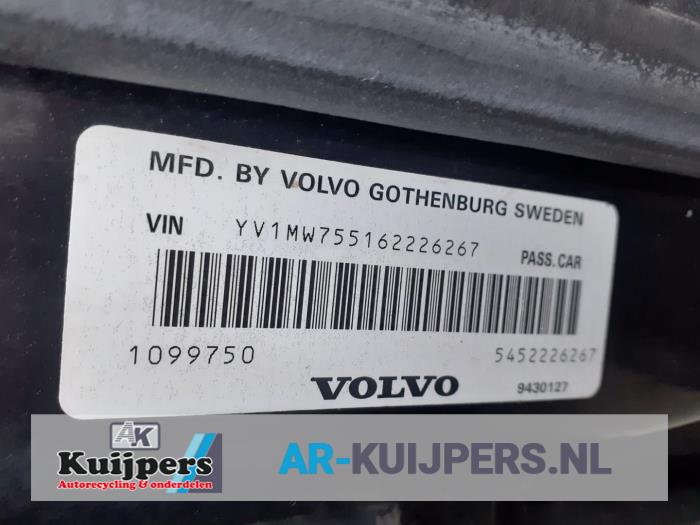 MFD. BY VOLVO GOTHENBURG SWEDEN
VIN YV1MW755162226267 PASS. CAR
1099750 5452226267
VOLVO 9430127
AK
Kuijpers
Autorecycling & onderdelen
AR-KUIJPERS.NL